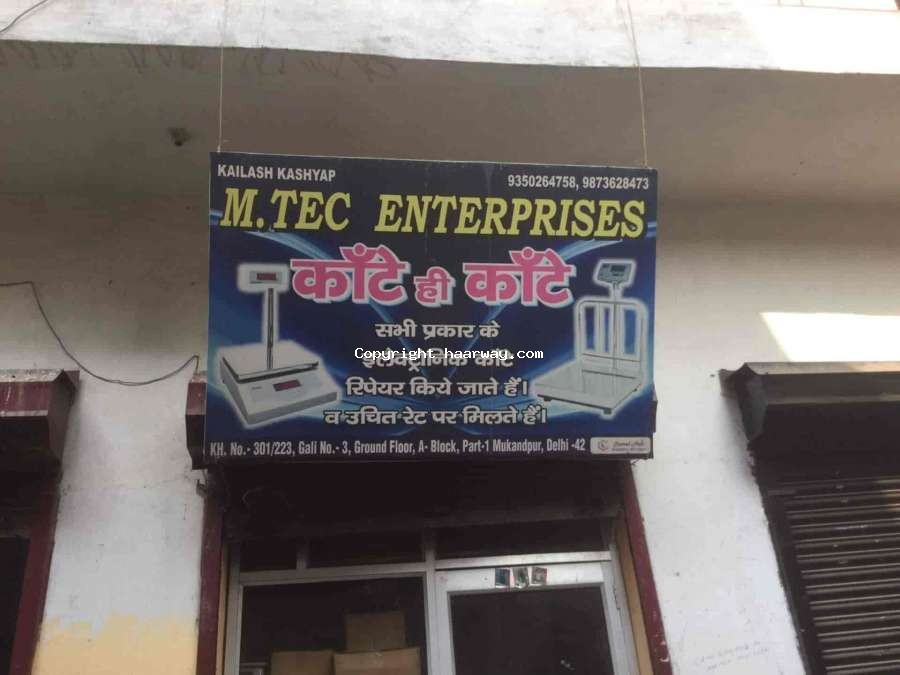 KAILASH KASHYAP
9350264758, 9873628473
M.TEC ENTERPRISES
काँटे ही काँटे
सभी प्रकार के
इलेक्ट्रोनिक काँटे
Copyright haarway.com
रिपेयर किये जाते हैं।
व उचित रेट पर मिलते हैं।
KH. No.- 301/223, Gali No.- 3, Ground Floor, A- Block, Part-1 Mukandpur, Delhi -42